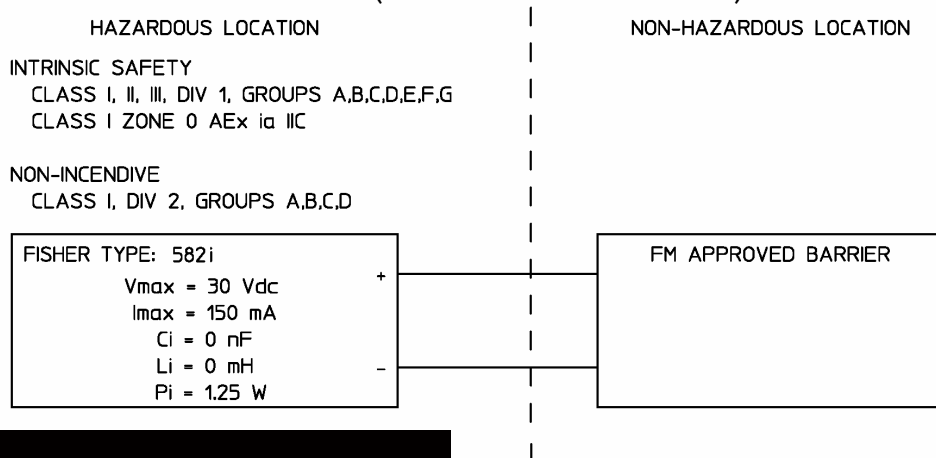 HAZARDOUS LOCATION
NON-HAZARDOUS LOCATION
INTRINSIC SAFETY
CLASS I, II, III, DIV 1, GROUPS A,B,C,D,E,F,G
CLASS I ZONE 0 AEx ia IIC
NON-INCENDIVE
CLASS I, DIV 2, GROUPS A,B,C,D
FISHER TYPE: 582i
+
Vmax = 30 Vdc
Imax = 150 mA
Ci = 0 nF
Li = 0 mH
–
Pi = 1.25 W
FM APPROVED BARRIER